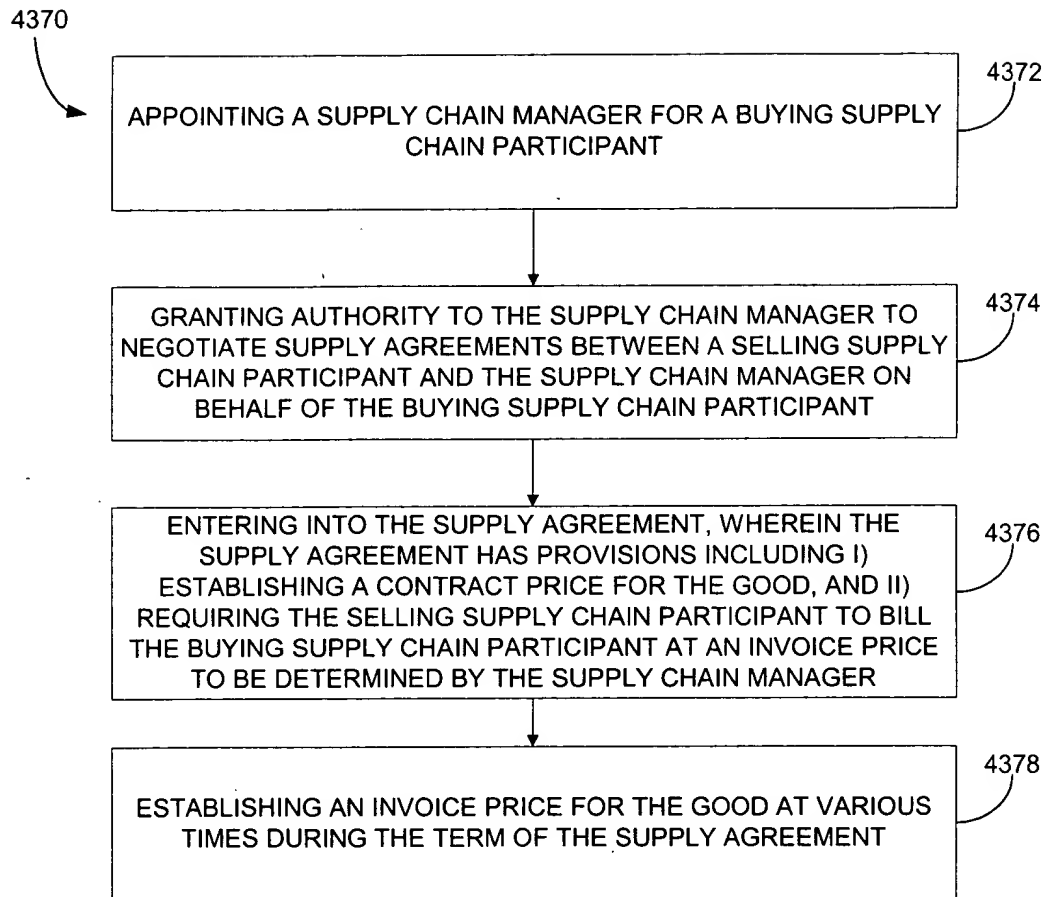 4370
4372
APPOINTING A SUPPLY CHAIN MANAGER FOR A BUYING SUPPLY
CHAIN PARTICIPANT
4374
GRANTING AUTHORITY TO THE SUPPLY CHAIN MANAGER TO
NEGOTIATE SUPPLY AGREEMENTS BETWEEN A SELLING SUPPLY
CHAIN PARTICIPANT AND THE SUPPLY CHAIN MANAGER ON
BEHALF OF THE BUYING SUPPLY CHAIN PARTICIPANT
4376
ENTERING INTO THE SUPPLY AGREEMENT, WHEREIN THE
SUPPLY AGREEMENT HAS PROVISIONS INCLUDING I)
ESTABLISHING A CONTRACT PRICE FOR THE GOOD, AND II)
REQUIRING THE SELLING SUPPLY CHAIN PARTICIPANT TO BILL
THE BUYING SUPPLY CHAIN PARTICIPANT AT AN INVOICE PRICE
TO BE DETERMINED BY THE SUPPLY CHAIN MANAGER
4378
ESTABLISHING AN INVOICE PRICE FOR THE GOOD AT VARIOUS
TIMES DURING THE TERM OF THE SUPPLY AGREEMENT